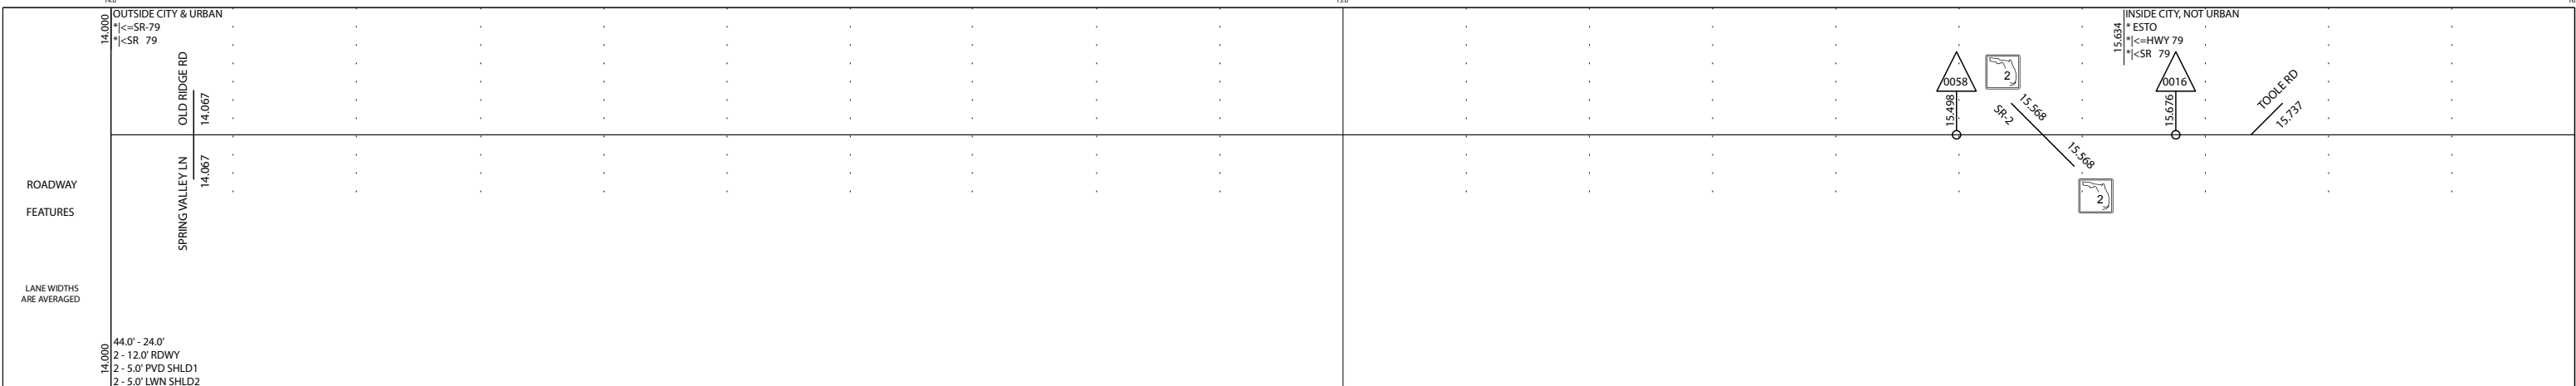 14.000
OUTSIDE CITY & URBAN
*|<=SR-79
*|<SR 79
OLD RIDGE RD
14.067
SPRING VALLEY LN
14.067
0058
15.498
2
SR-2
15.568
15.568
2
15.634
INSIDE CITY, NOT URBAN
* ESTO
*|<=HWY 79
*|<SR 79
0016
15.676
TOOLE RD
15.737
ROADWAY
FEATURES
LANE WIDTHS
ARE AVERAGED
14.000
44.0' - 24.0'
2 - 12.0' RDWY
2 - 5.0' PVD SHLD1
2 - 5.0' LWN SHLD2